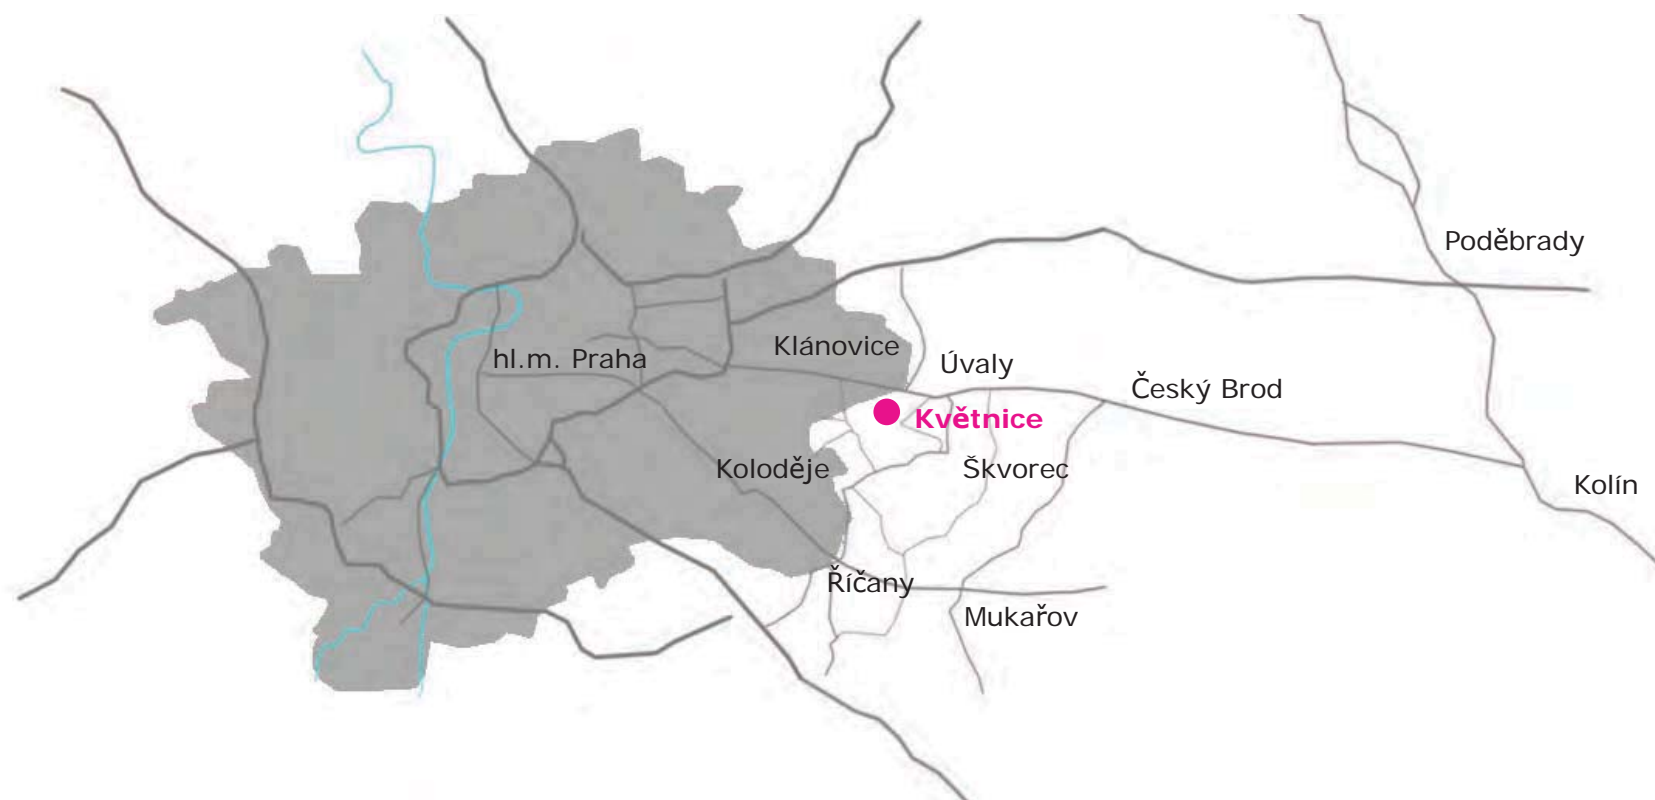 Poděbrady
Klánovice
hl.m. Praha
Úvaly
Český Brod
Květnice
Koloděje
Škvorec
Kolín
Říčany
Mukařov